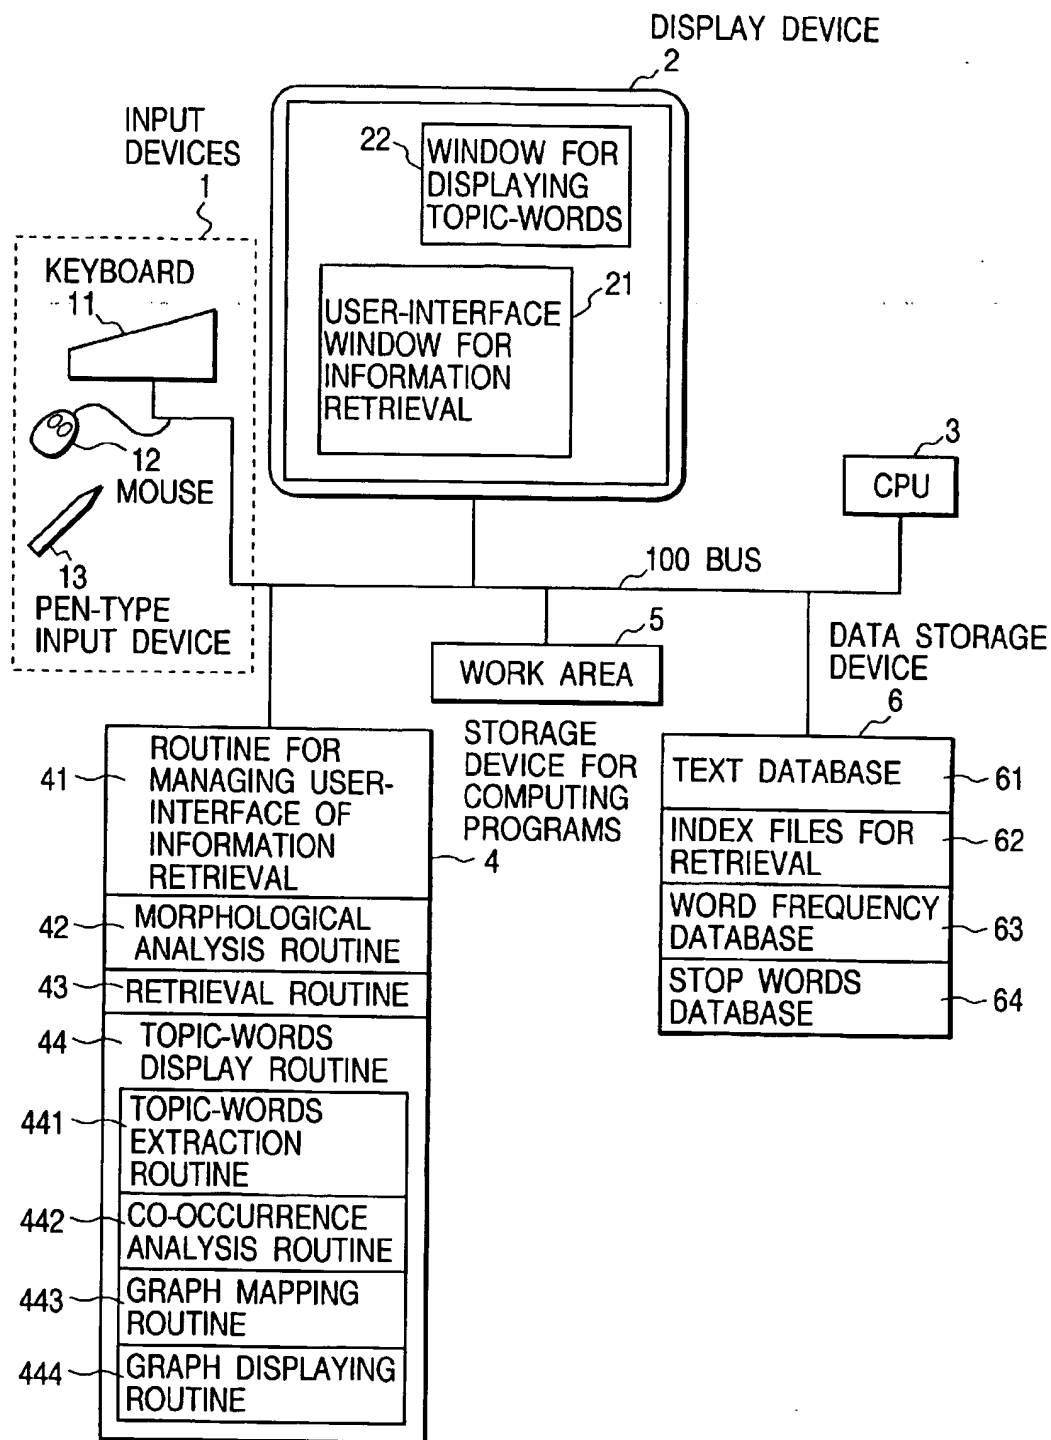 DISPLAY DEVICE
2
INPUT
DEVICES
1
22
WINDOW FOR
DISPLAYING
TOPIC-WORDS
KEYBOARD
11
21
USER-INTERFACE
WINDOW FOR
INFORMATION
RETRIEVAL
12
MOUSE
3
CPU
13
PEN-TYPE
INPUT DEVICE
100 BUS
5
WORK AREA
DATA STORAGE
DEVICE
6
41
ROUTINE FOR
MANAGING USER-
INTERFACE OF
INFORMATION
RETRIEVAL
STORAGE
DEVICE FOR
COMPUTING
PROGRAMS
4
TEXT DATABASE
61
INDEX FILES FOR
RETRIEVAL
62
WORD FREQUENCY
DATABASE
63
STOP WORDS
DATABASE
64
42
MORPHOLOGICAL
ANALYSIS ROUTINE
43
RETRIEVAL ROUTINE
44
TOPIC-WORDS
DISPLAY ROUTINE
441
TOPIC-WORDS
EXTRACTION
ROUTINE
442
CO-OCCURRENCE
ANALYSIS ROUTINE
443
GRAPH MAPPING
ROUTINE
444
GRAPH DISPLAYING
ROUTINE